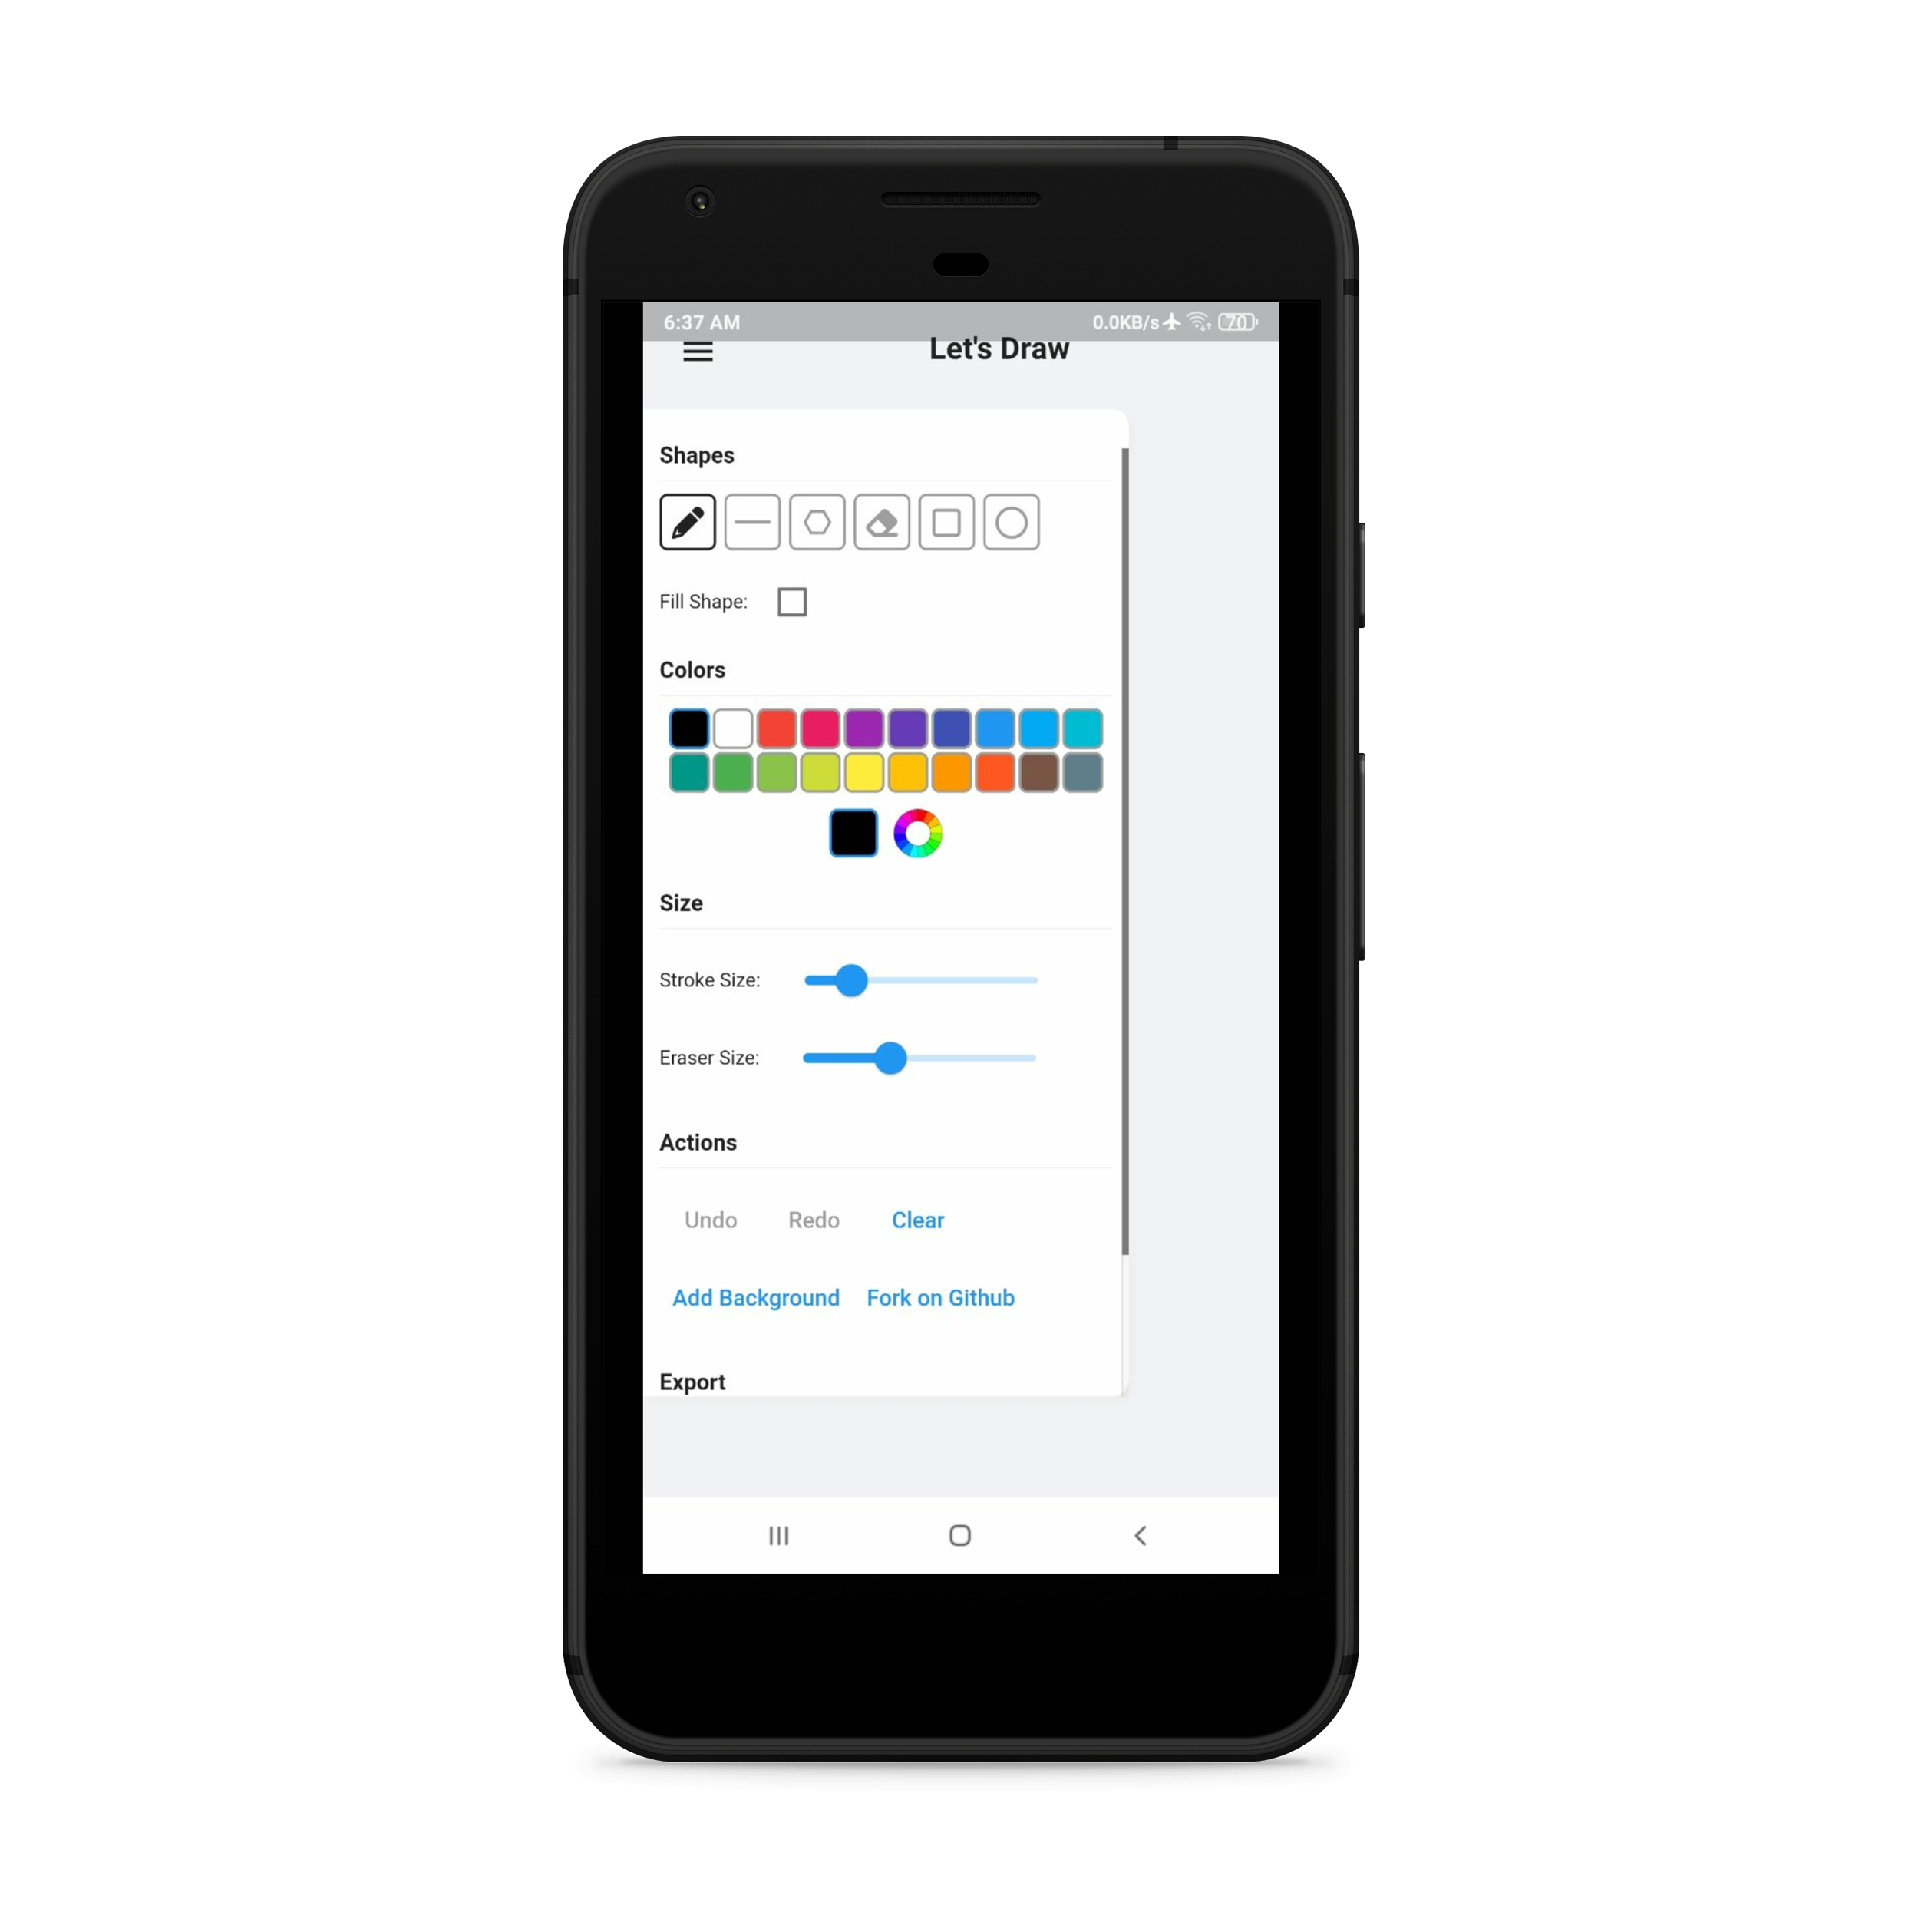 6:37 AM 0.0KB/s 70
Let's Draw
Shapes
Fill Shape:
Colors
Size
Stroke Size:
Eraser Size:
Actions
Undo Redo Clear
Add Background Fork on Github
Export